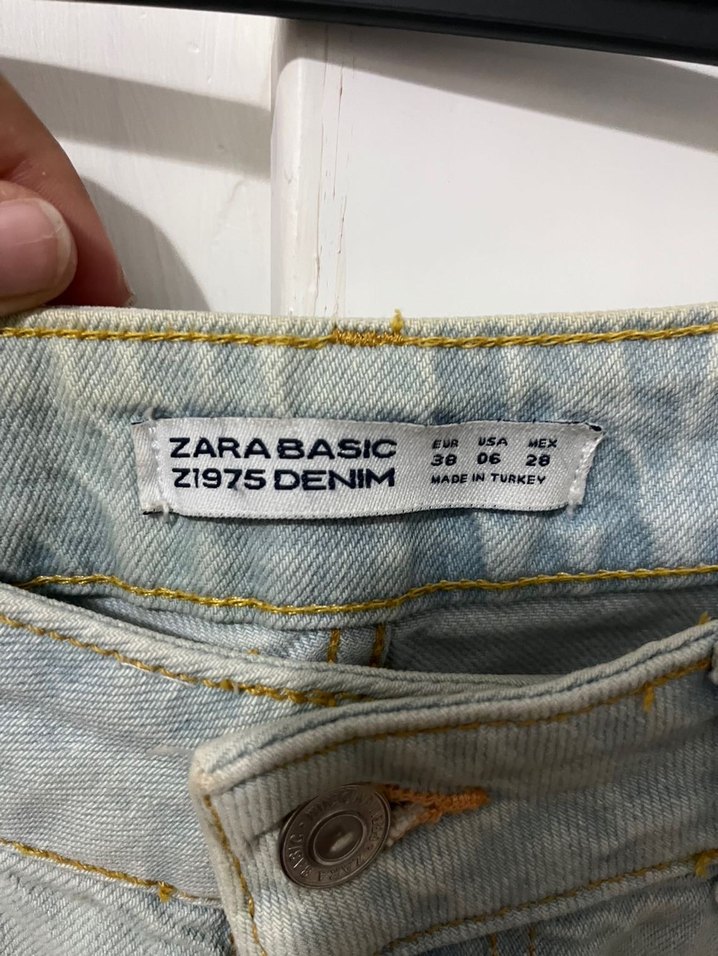 ZARA BASIC
Z1975 DENIM
EUR USA MEX
38 06 28
MADE IN TURKEY